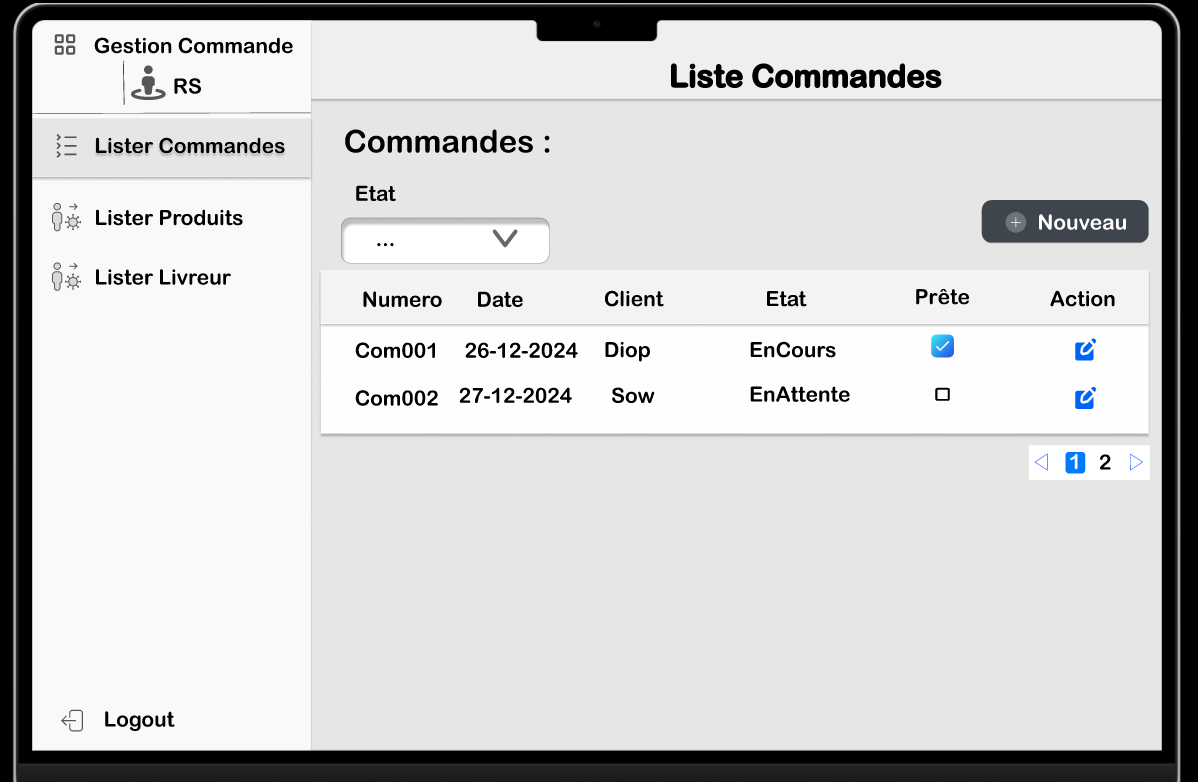 Gestion Commande
RS
Liste Commandes
Lister Commandes
Lister Produits
Lister Livreur
Logout
Commandes :
Etat
...
Nouveau
Numero Date Client Etat Prête Action
Com001 26-12-2024 Diop EnCours
Com002 27-12-2024 Sow EnAttente
1 2